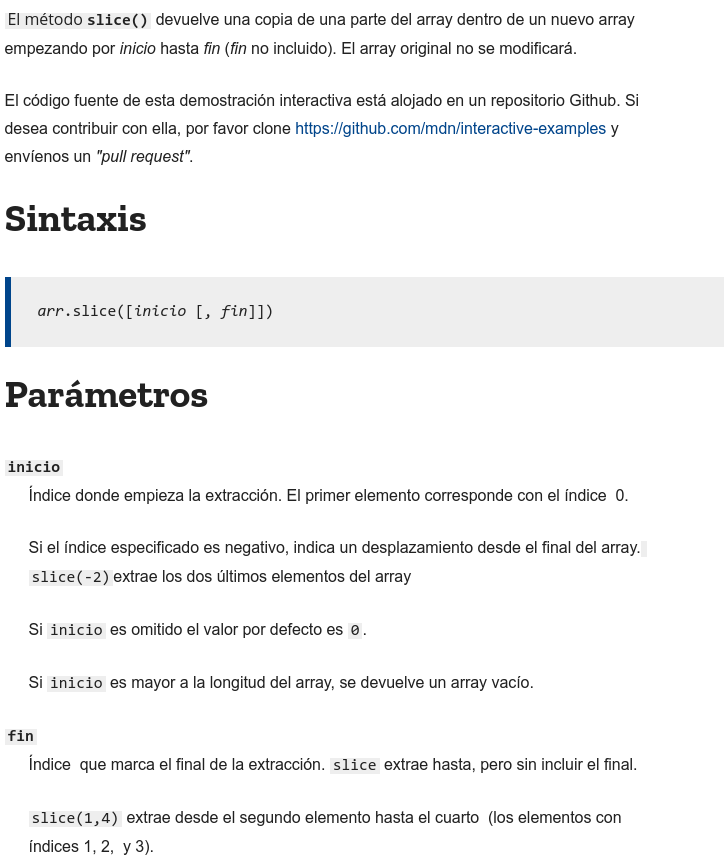 El método slice() devuelve una copia de una parte del array dentro de un nuevo array
empezando por inicio hasta fin (fin no incluido). El array original no se modificará.
El código fuente de esta demostración interactiva está alojado en un repositorio Github. Si
desea contribuir con ella, por favor clone https://github.com/mdn/interactive-examples y
envíenos un "pull request".
Sintaxis
arr.slice([inicio [, fin]])
Parámetros
inicio
Índice donde empieza la extracción. El primer elemento corresponde con el índice 0.
Si el índice especificado es negativo, indica un desplazamiento desde el final del array.
slice(-2)extrae los dos últimos elementos del array
Si inicio es omitido el valor por defecto es 0.
Si inicio es mayor a la longitud del array, se devuelve un array vacío.
fin
Índice que marca el final de la extracción. slice extrae hasta, pero sin incluir el final.
slice(1,4) extrae desde el segundo elemento hasta el cuarto (los elementos con
índices 1, 2, y 3).